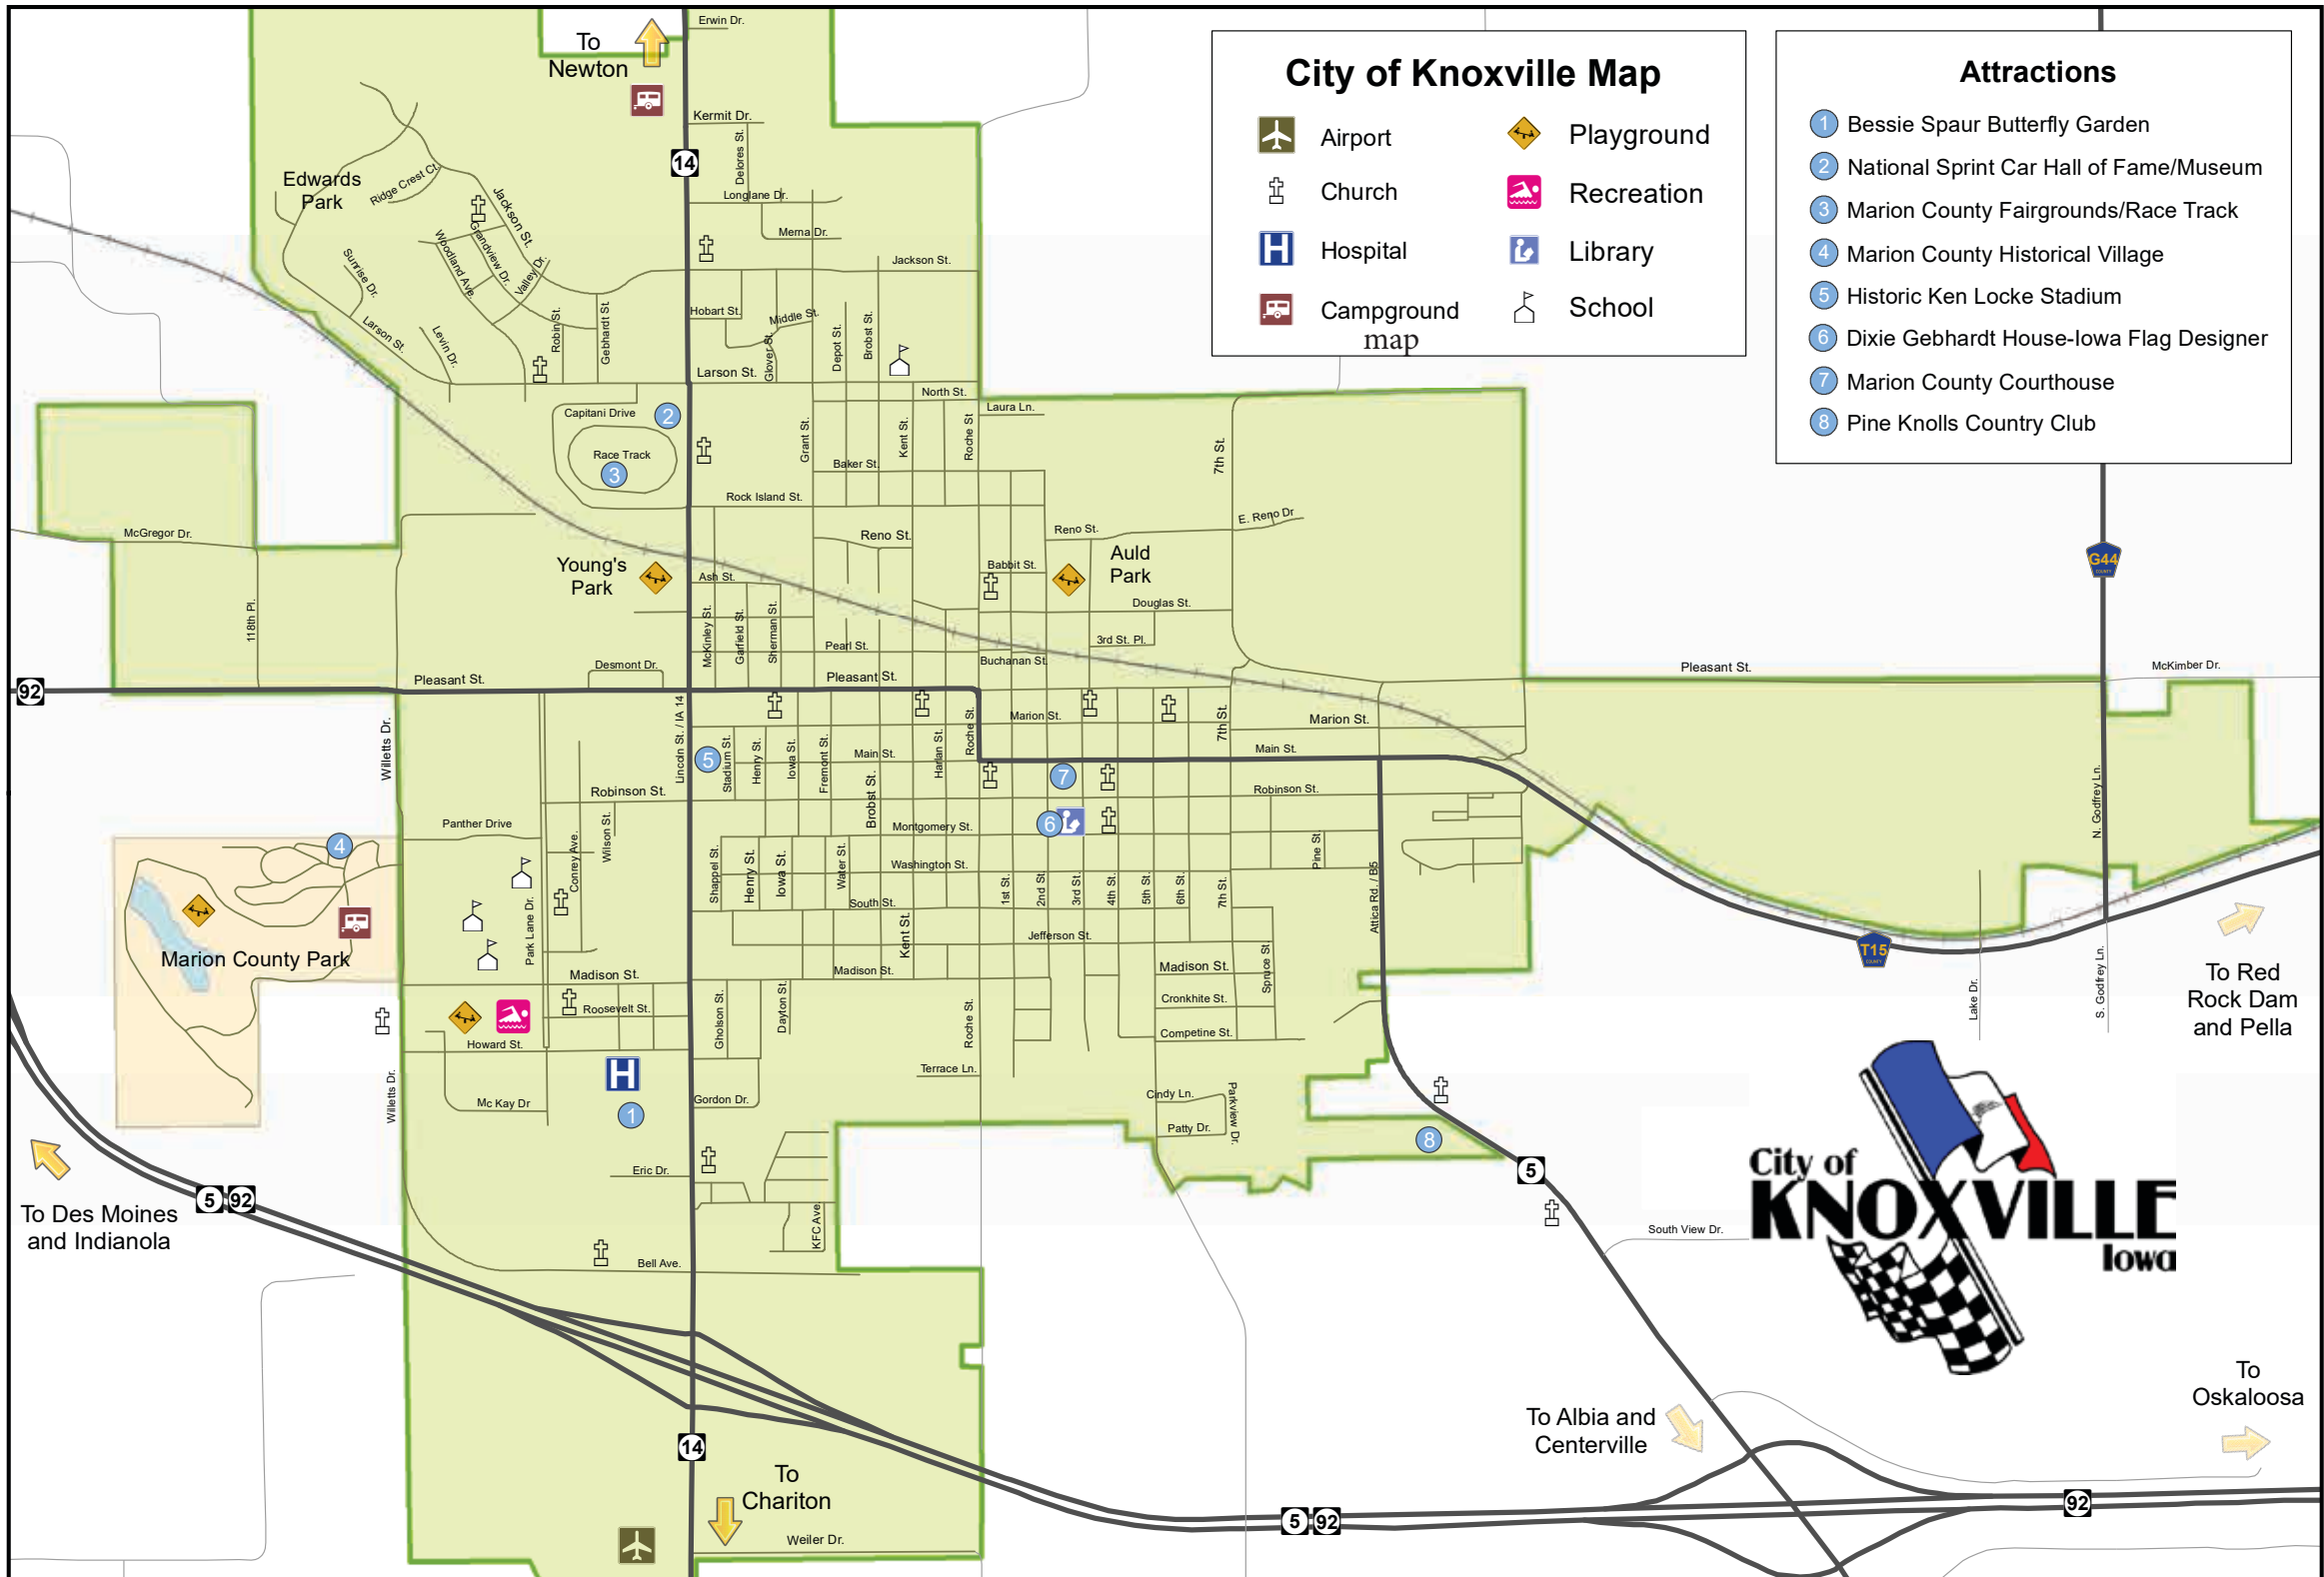 Erwin Dr.
To
Newton
City of Knoxville Map
Airport
Church
Hospital
Campground
map
Playground
Recreation
Library
School
Attractions
1 Bessie Spaur Butterfly Garden
2 National Sprint Car Hall of Fame/Museum
3 Marion County Fairgrounds/Race Track
4 Marion County Historical Village
5 Historic Ken Locke Stadium
6 Dixie Gebhardt House-Iowa Flag Designer
7 Marion County Courthouse
8 Pine Knolls Country Club
Kermit Dr.
14
Delores St.
Edwards
Park
Ridge Crest Ct.
Jackson St.
Longlane Dr.
Merna Dr.
Woodland Ave.
Grandview Dr.
Valley Dr.
Sunrise Dr.
Jackson St.
Larson St.
Levin Dr.
Robin St.
Gebhardt St.
Hobart St.
Middle St.
Glover St.
Depot St.
Brobst St.
Larson St.
North St.
Capitani Drive
2
Laura Ln.
Race Track
3
Grant St.
Kent St.
Roche St
7th St.
Baker St.
Rock Island St.
McGregor Dr.
Reno St.
Reno St.
E. Reno Dr
Young's
Park
Ash St.
Babbit St.
Auld
Park
G44
COUNTY
118th Pl.
McKinley St.
Garfield St.
Sherman St.
Douglas St.
Pearl St.
3rd St. Pl.
Buchanan St.
Desmont Dr.
Pleasant St.
Pleasant St.
Pleasant St.
McKimber Dr.
92
Willetts Dr.
Lincoln St. / IA 14
Marion St.
Marion St.
Roche St.
7th St.
5
Stadium St.
Henry St.
Iowa St.
Fremont St.
Main St.
Harlan St.
Main St.
7
Robinson St.
Brobst St.
Robinson St.
N. Godfrey Ln.
Panther Drive
Conrey Ave.
Wilson St.
Montgomery St.
6
Pine St
4
Shappel St.
Henry St.
Iowa St.
Water St.
Washington St.
Attica Rd. / B5
1st St.
2nd St.
3rd St.
4th St.
5th St.
6th St.
7th St.
South St.
Park Lane Dr.
Kent St.
Jefferson St.
Marion County Park
Madison St.
Madison St.
Madison St.
Spruce St.
T15
COUNTY
Lake Dr.
S. Godfrey Ln.
To Red
Rock Dam
and Pella
Roosevelt St.
Gholson St.
Dayton St.
Roche St.
Cronkhite St.
Competine St.
Howard St.
Terrace Ln.
Willetts Dr.
Mc Kay Dr
1
Gordon Dr.
Cindy Ln.
Parkview Dr.
Patty Dr.
8
Eric Dr.
5
City of
KNOXVILLE
Iowa
5 92
To Des Moines
and Indianola
KFC Ave
South View Dr.
Bell Ave.
To
Oskaloosa
To Albia and
Centerville
14
To
Chariton
Weiler Dr.
5 92
92